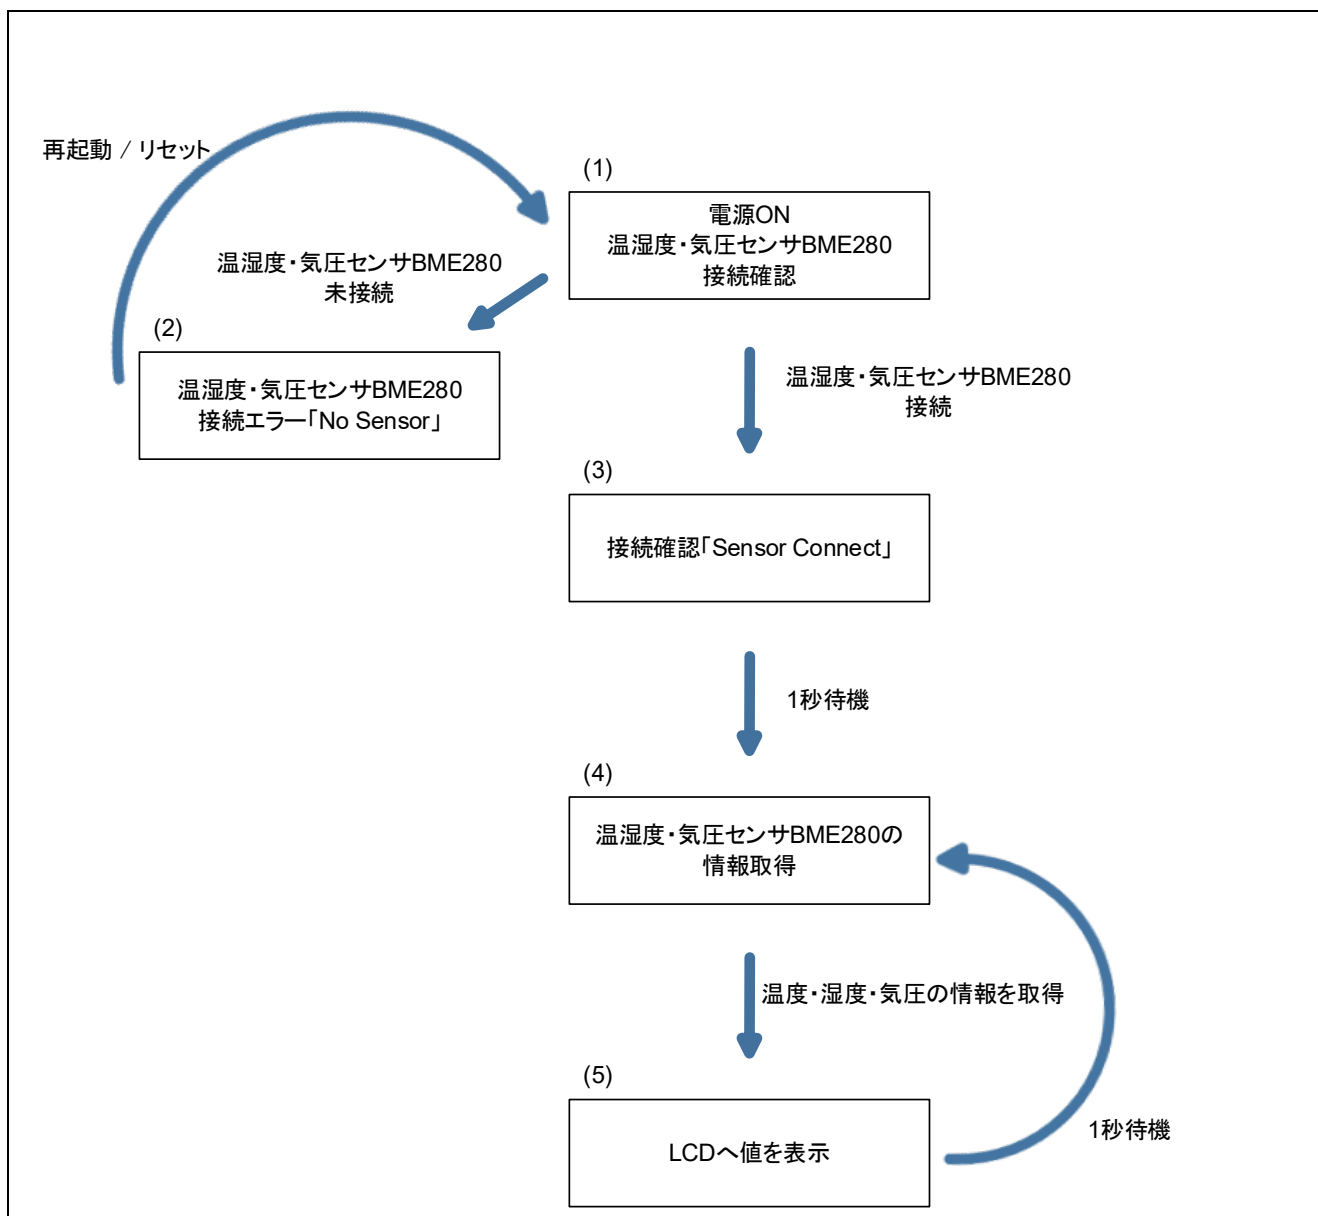 再起動 / リセット
(1)
電源ON
温湿度・気圧センサBME280
接続確認
温湿度・気圧センサBME280
未接続
(2)
温湿度・気圧センサBME280
接続エラー「No Sensor」
温湿度・気圧センサBME280
接続
(3)
接続確認「Sensor Connect」
1秒待機
(4)
温湿度・気圧センサBME280の
情報取得
温度・湿度・気圧の情報を取得
(5)
LCDへ値を表示
1秒待機